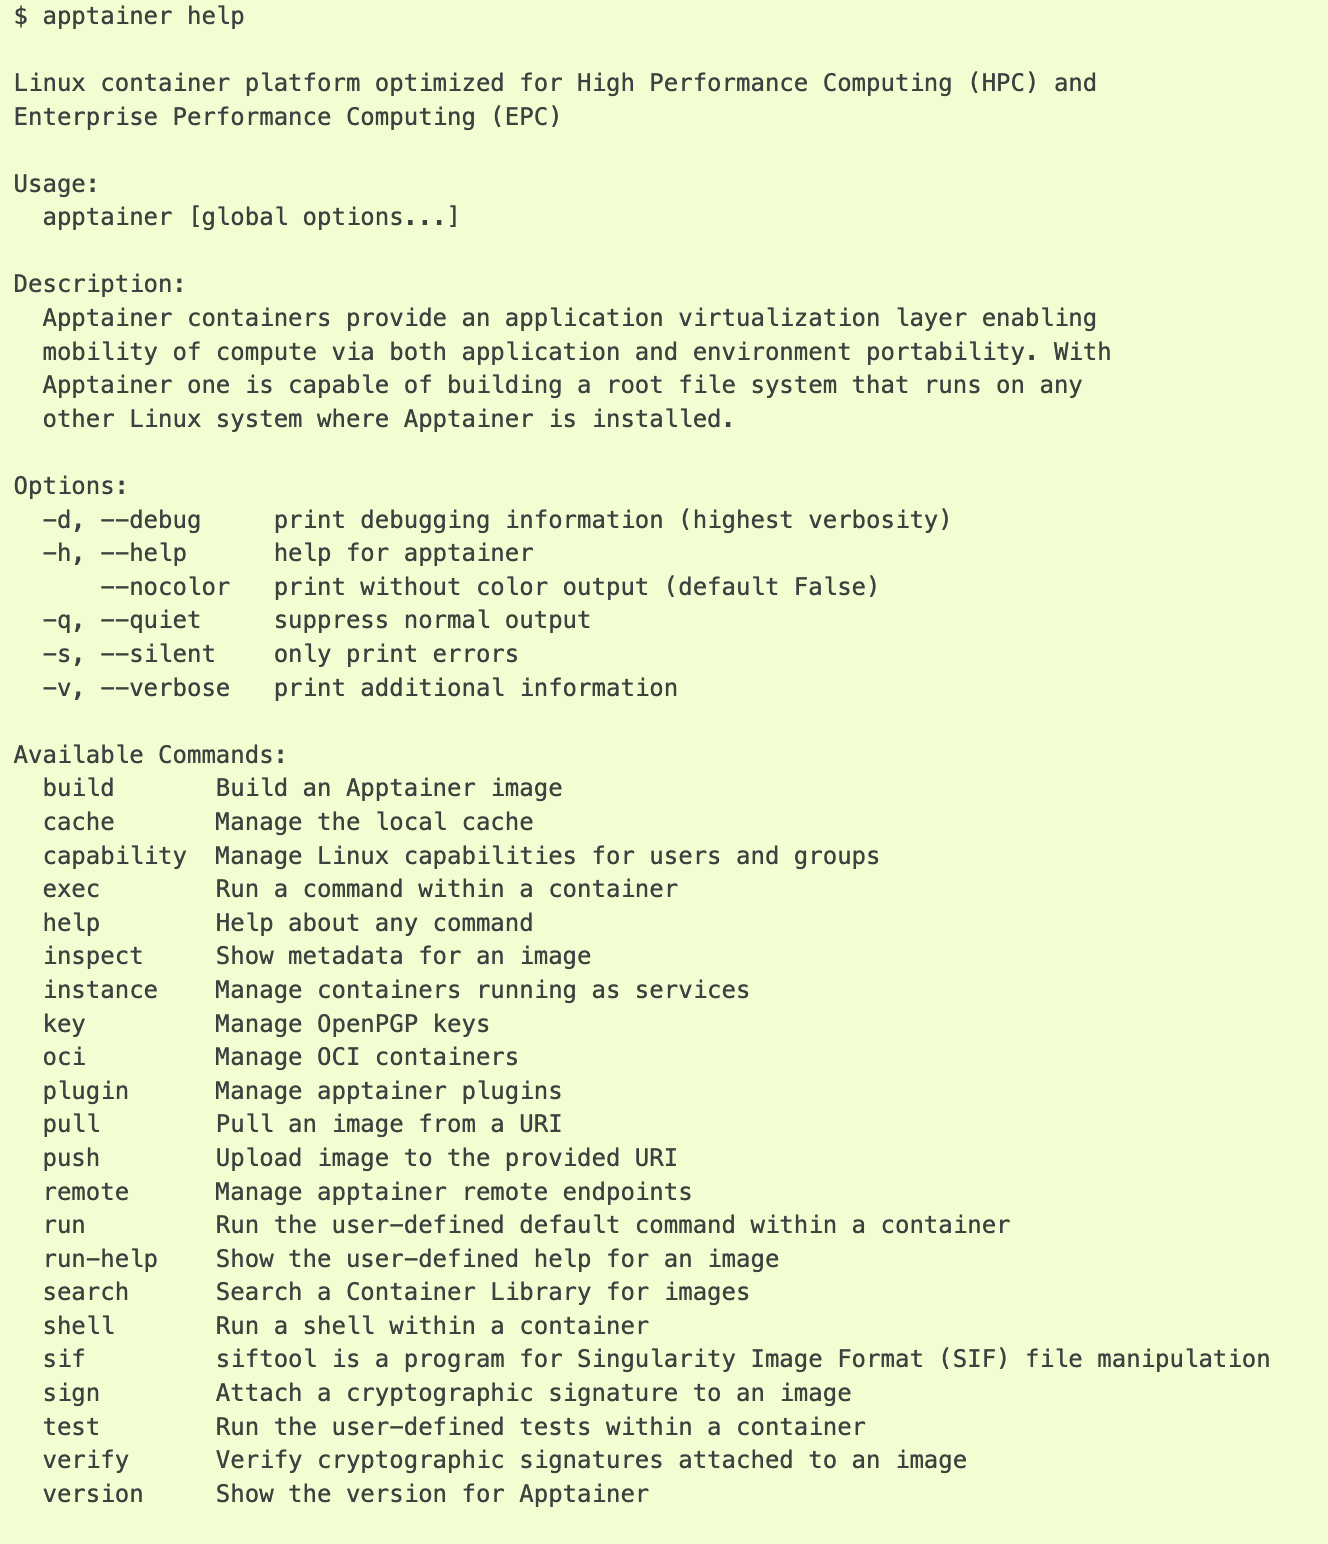 $ apptainer help

Linux container platform optimized for High Performance Computing (HPC) and
Enterprise Performance Computing (EPC)

Usage:
  apptainer [global options...]

Description:
  Apptainer containers provide an application virtualization layer enabling
  mobility of compute via both application and environment portability. With
  Apptainer one is capable of building a root file system that runs on any
  other Linux system where Apptainer is installed.

Options:
  -d, --debug     print debugging information (highest verbosity)
  -h, --help      help for apptainer
      --nocolor   print without color output (default False)
  -q, --quiet     suppress normal output
  -s, --silent    only print errors
  -v, --verbose   print additional information

Available Commands:
  build       Build an Apptainer image
  cache       Manage the local cache
  capability  Manage Linux capabilities for users and groups
  exec        Run a command within a container
  help        Help about any command
  inspect     Show metadata for an image
  instance    Manage containers running as services
  key         Manage OpenPGP keys
  oci         Manage OCI containers
  plugin      Manage apptainer plugins
  pull        Pull an image from a URI
  push        Upload image to the provided URI
  remote      Manage apptainer remote endpoints
  run         Run the user-defined default command within a container
  run-help    Show the user-defined help for an image
  search      Search a Container Library for images
  shell       Run a shell within a container
  sif         siftool is a program for Singularity Image Format (SIF) file manipulation
  sign        Attach a cryptographic signature to an image
  test        Run the user-defined tests within a container
  verify      Verify cryptographic signatures attached to an image
  version     Show the version for Apptainer